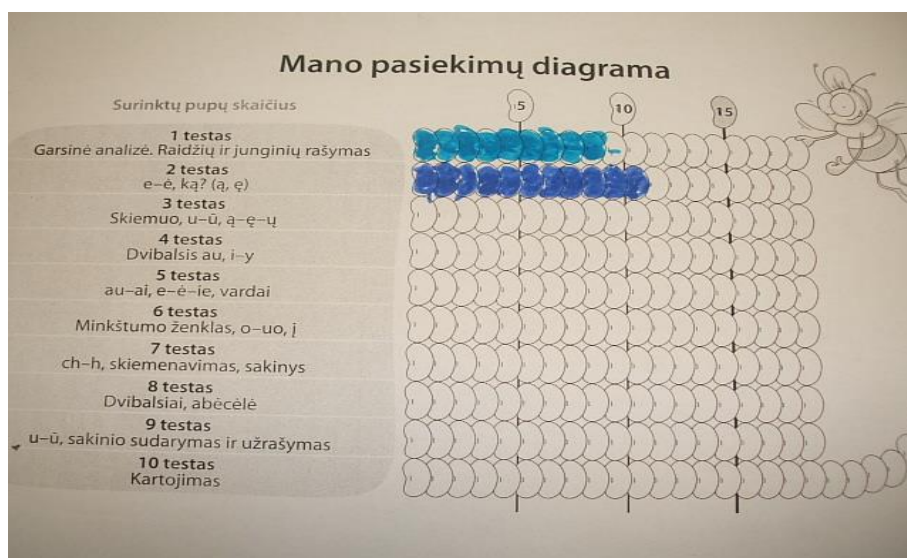 Mano pasiekimų diagrama
Surinktų pupų skaičius
5 10 15
1 testas
Garsinė analizė. Raidžių ir junginių rašymas
2 testas
e–ė, ką? (ą, ę)
3 testas
Skiemuo, u–ū, ą–ę–ų
4 testas
Dvibalsis au, i–y
5 testas
au–ai, e–ė–ie, vardai
6 testas
Minkštumo ženklas, o–uo, į
7 testas
ch–h, skiemenavimas, sakinys
8 testas
Dvibalsiai, abėcėlė
9 testas
u–ū, sakinio sudarymas ir užrašymas
10 testas
Kartojimas